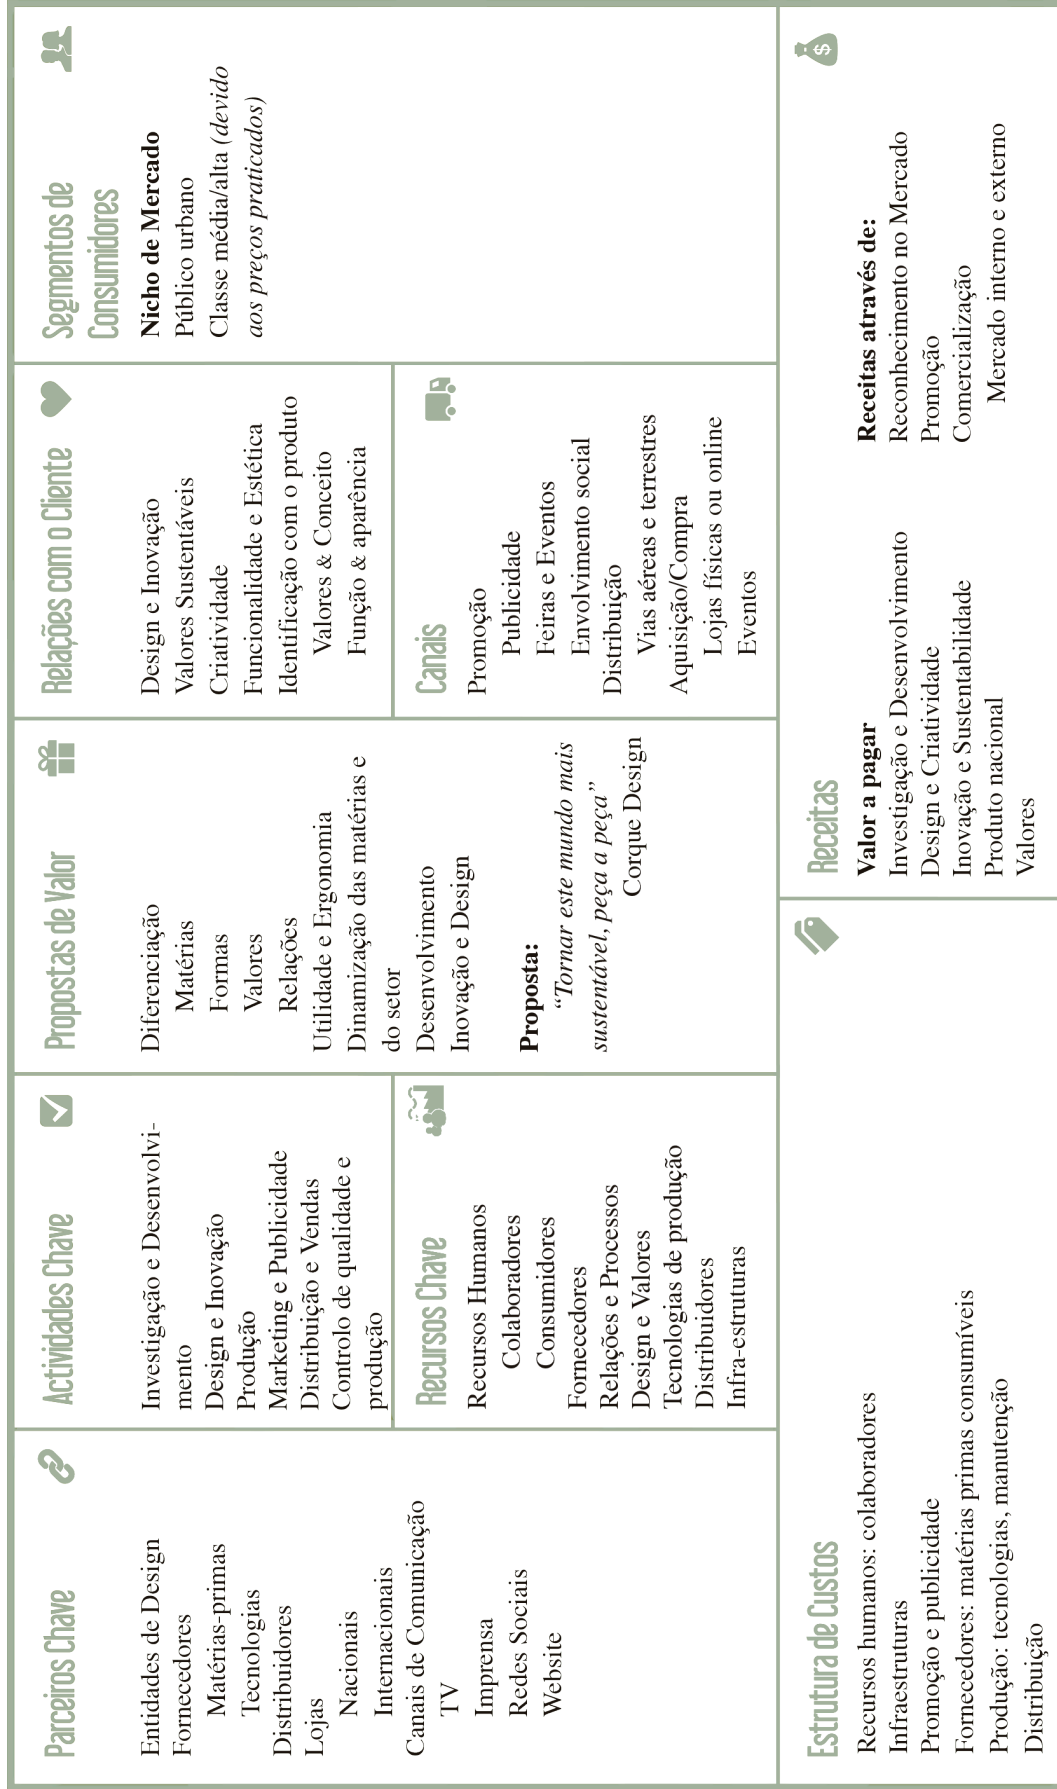 Parceiros Chave
Entidades de Design
Fornecedores
Matérias-primas
Tecnologias
Distribuidores
Lojas
Nacionais
Internacionais
Canais de Comunicação
TV
Imprensa
Redes Sociais
Website
Actividades Chave
Investigação e Desenvolvi-
mento
Design e Inovação
Produção
Marketing e Publicidade
Distribuição e Vendas
Controlo de qualidade e
produção
Recursos Chave
Recursos Humanos
Colaboradores
Consumidores
Fornecedores
Relações e Processos
Design e Valores
Tecnologias de produção
Distribuidores
Infra-estruturas
Propostas de Valor
Diferenciação
Matérias
Formas
Valores
Relações
Utilidade e Ergonomia
Dinamização das matérias e
do setor
Desenvolvimento
Inovação e Design
Proposta:
“Tornar este mundo mais
sustentável, peça a peça”
Corque Design
Relações com o Cliente
Design e Inovação
Valores Sustentáveis
Criatividade
Funcionalidade e Estética
Identificação com o produto
Valores & Conceito
Função & aparência
Canais
Promoção
Publicidade
Feiras e Eventos
Envolvimento social
Distribuição
Vias aéreas e terrestres
Aquisição/Compra
Lojas físicas ou online
Eventos
Segmentos de
Consumidores
Nicho de Mercado
Público urbano
Classe média/alta (devido
aos preços praticados)
Estrutura de Custos
Recursos humanos: colaboradores
Infraestruturas
Promoção e publicidade
Fornecedores: matérias primas consumíveis
Produção: tecnologias, manutenção
Distribuição
Receitas
Valor a pagar
Investigação e Desenvolvimento
Design e Criatividade
Inovação e Sustentabilidade
Produto nacional
Valores
Receitas através de:
Reconhecimento no Mercado
Promoção
Comercialização
Mercado interno e externo
$